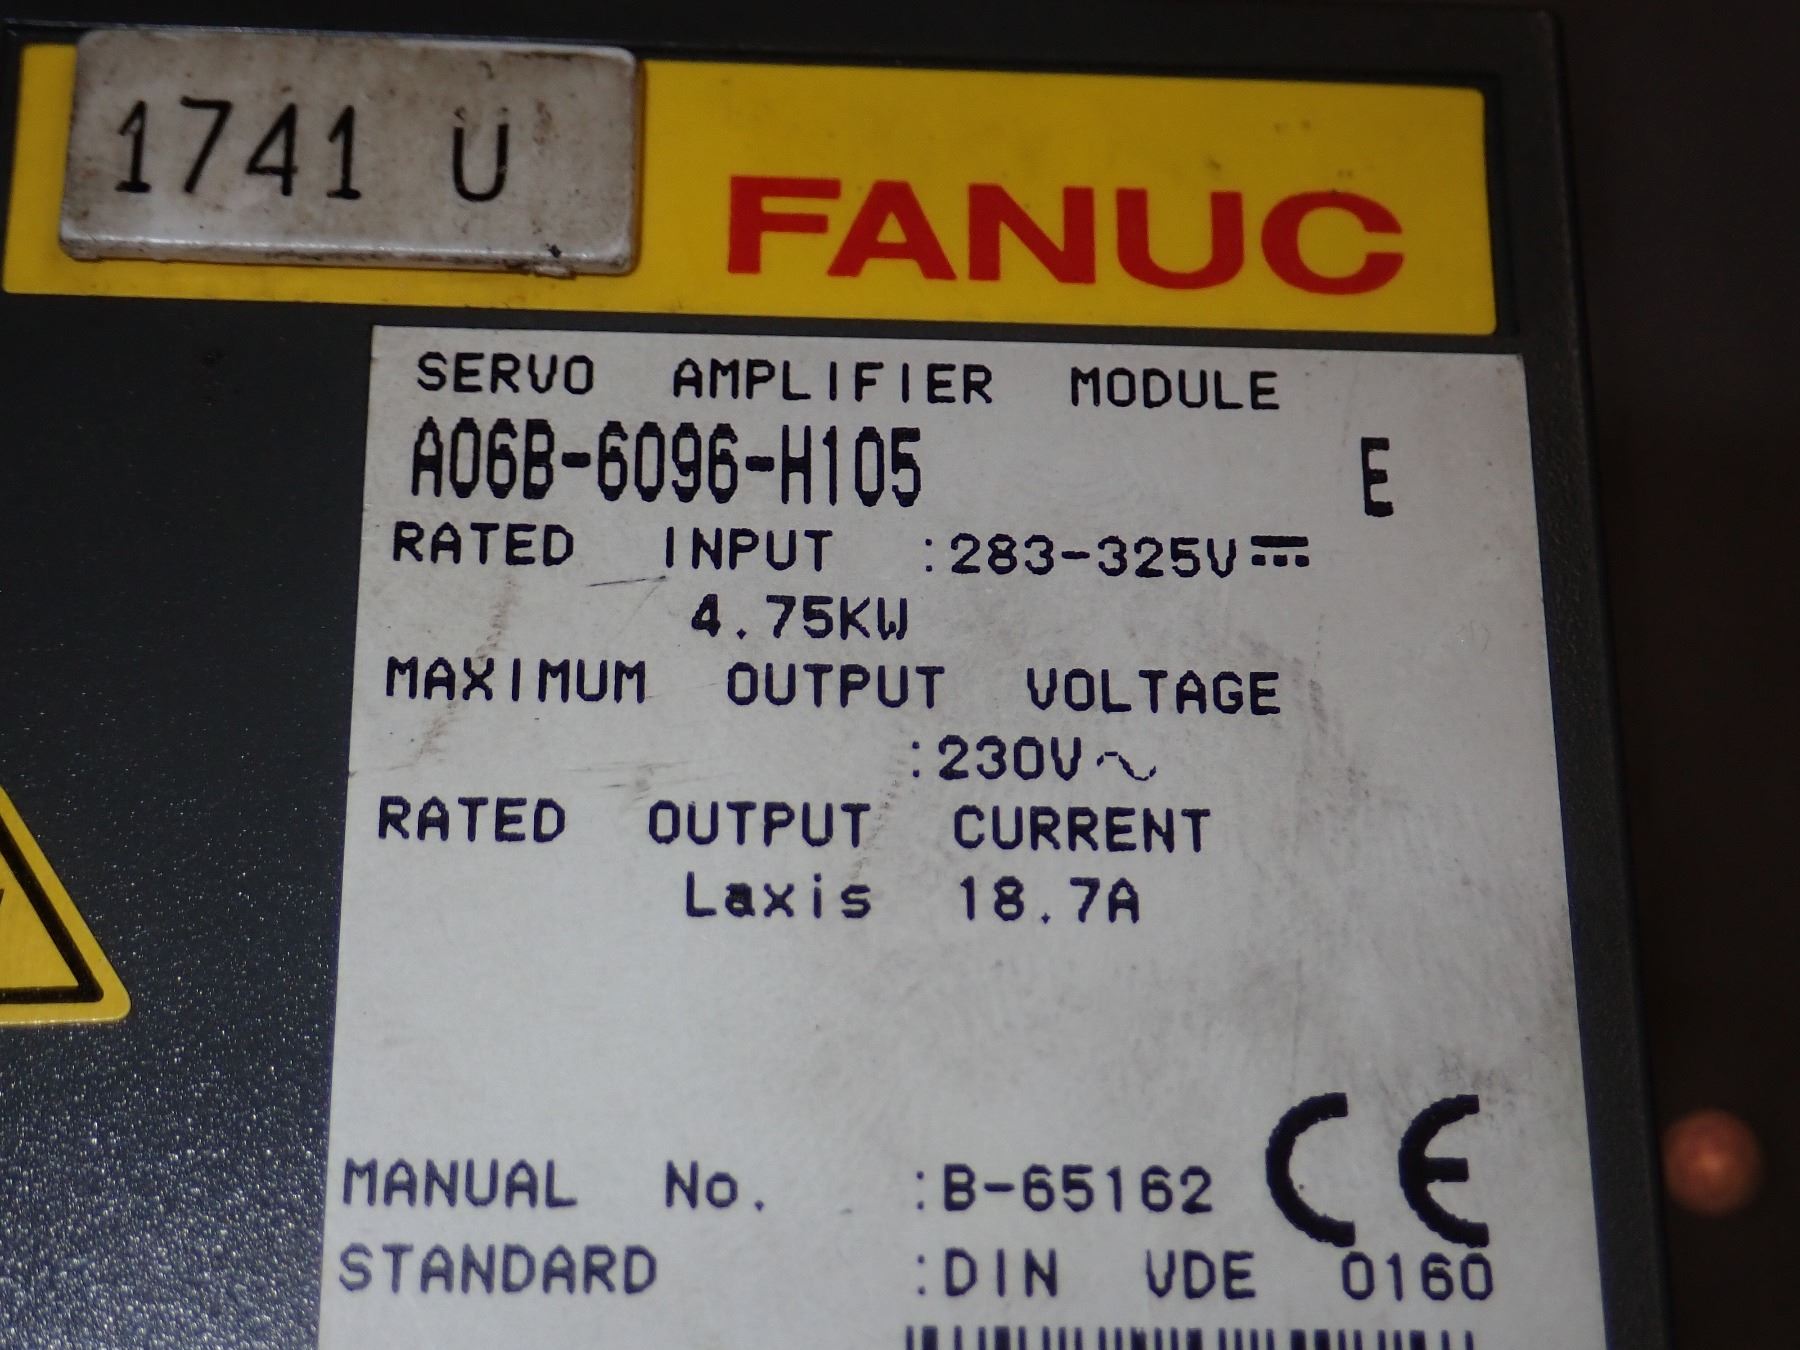 1741 U
FANUC
SERVO AMPLIFIER MODULE
A06B-6096-H105 E
RATED INPUT :283-325V⎓
4.75KW
MAXIMUM OUTPUT VOLTAGE
:230V~
RATED OUTPUT CURRENT
Laxis 18.7A
MANUAL No. :B-65162 CE
STANDARD :DIN VDE 0160